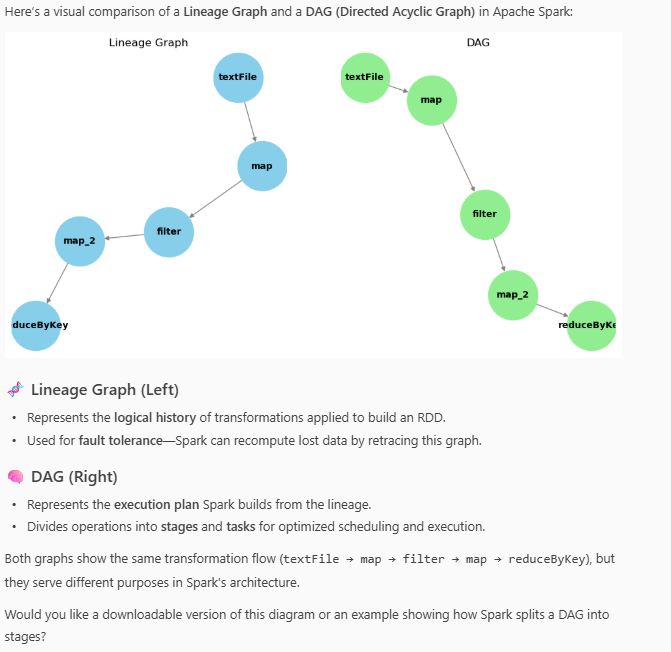 Here's a visual comparison of a Lineage Graph and a DAG (Directed Acyclic Graph) in Apache Spark:
Lineage Graph
textFile
map
filter
map_2
duceByKey
DAG
textFile
map
filter
map_2
reduceByKe
🧬 Lineage Graph (Left)
• Represents the logical history of transformations applied to build an RDD.
• Used for fault tolerance—Spark can recompute lost data by retracing this graph.
🧠 DAG (Right)
• Represents the execution plan Spark builds from the lineage.
• Divides operations into stages and tasks for optimized scheduling and execution.
Both graphs show the same transformation flow (textFile → map → filter → map → reduceByKey), but
they serve different purposes in Spark's architecture.
Would you like a downloadable version of this diagram or an example showing how Spark splits a DAG into
stages?